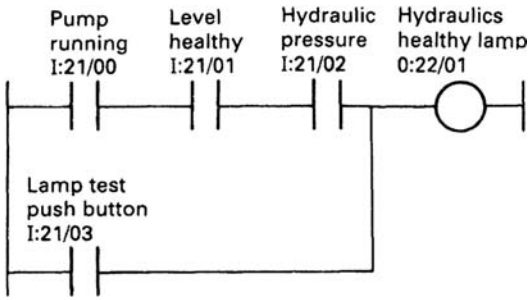 Pump
running
I:21/00
Level
healthy
I:21/01
Hydraulic
pressure
I:21/02
Hydraulics
healthy lamp
0:22/01
Lamp test
push button
I:21/03